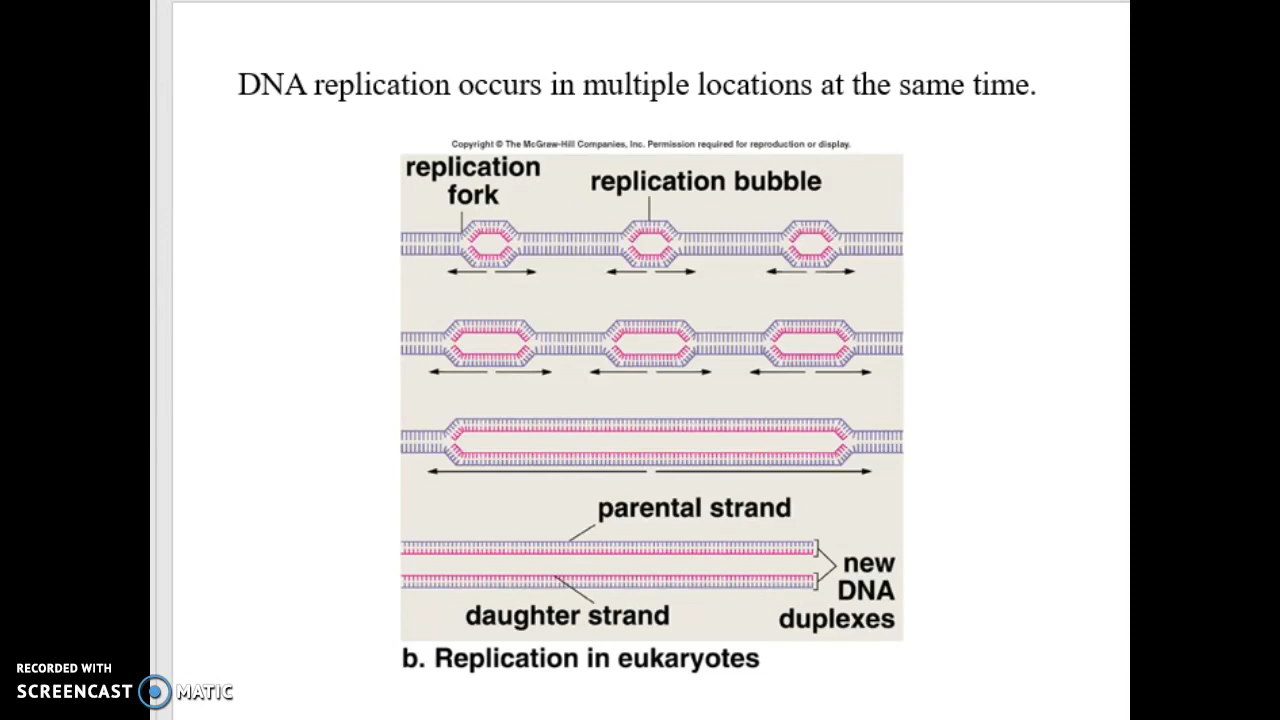 DNA replication occurs in multiple locations at the same time.
Copyright © The McGraw-Hill Companies, Inc. Permission required for reproduction or display.
replication
fork
replication bubble
parental strand
new
DNA
duplexes
daughter strand
b. Replication in eukaryotes
RECORDED WITH
SCREENCAST MATIC